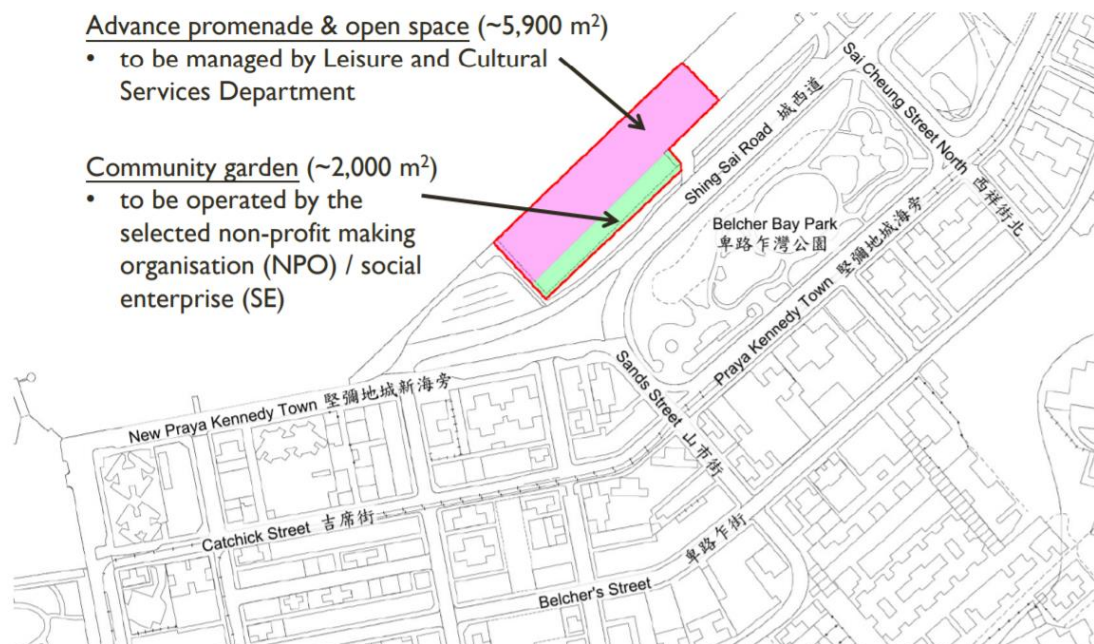 Advance promenade & open space (~5,900 m²)
• to be managed by Leisure and Cultural
Services Department
Community garden (~2,000 m²)
• to be operated by the
selected non-profit making
organisation (NPO) / social
enterprise (SE)
Sai Cheung Street North 西祥街北
Shing Sai Road 城西道
Belcher Bay Park
卑路乍灣公園
Praya Kennedy Town 堅彌地城海旁
Sands Street 山市街
New Praya Kennedy Town 堅彌地城新海旁
Catchick Street 吉席街
Belcher's Street 卑路乍街